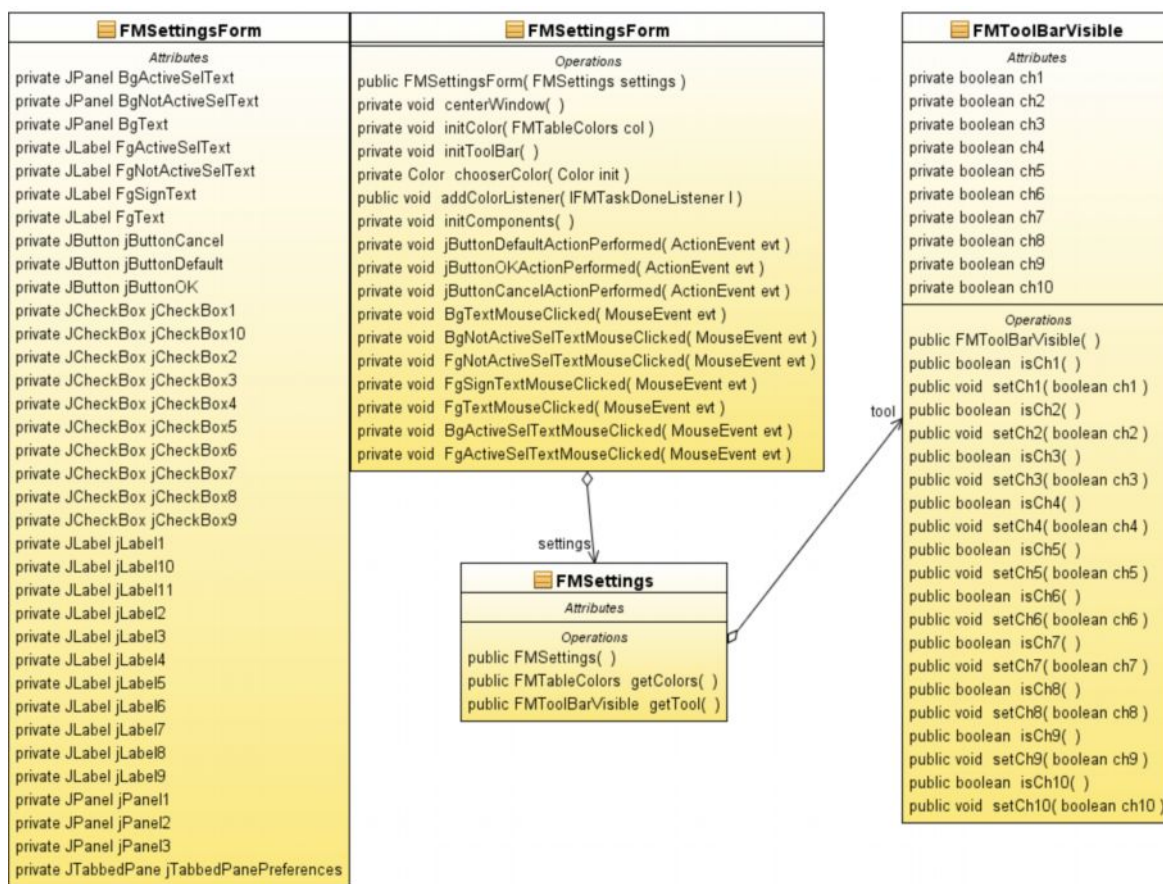 FMSettingsForm
Attributes
private JPanel BgActiveSelText
private JPanel BgNotActiveSelText
private JPanel BgText
private JLabel FgActiveSelText
private JLabel FgNotActiveSelText
private JLabel FgSignText
private JLabel FgText
private JButton jButtonCancel
private JButton jButtonDefault
private JButton jButtonOK
private JCheckBox jCheckBox1
private JCheckBox jCheckBox10
private JCheckBox jCheckBox2
private JCheckBox jCheckBox3
private JCheckBox jCheckBox4
private JCheckBox jCheckBox5
private JCheckBox jCheckBox6
private JCheckBox jCheckBox7
private JCheckBox jCheckBox8
private JCheckBox jCheckBox9
private JLabel jLabel1
private JLabel jLabel10
private JLabel jLabel11
private JLabel jLabel2
private JLabel jLabel3
private JLabel jLabel4
private JLabel jLabel5
private JLabel jLabel6
private JLabel jLabel7
private JLabel jLabel8
private JLabel jLabel9
private JPanel jPanel1
private JPanel jPanel2
private JPanel jPanel3
private JTabbedPane jTabbedPanePreferences
FMSettingsForm
Operations
public FMSettingsForm( FMSettings settings )
private void centerWindow( )
private void initColor( FMTableColors col )
private void initToolBar( )
private Color chooserColor( Color init )
public void addColorListener( IFMTaskDoneListener l )
private void initComponents( )
private void jButtonDefaultActionPerformed( ActionEvent evt )
private void jButtonOKActionPerformed( ActionEvent evt )
private void jButtonCancelActionPerformed( ActionEvent evt )
private void BgTextMouseClicked( MouseEvent evt )
private void BgNotActiveSelTextMouseClicked( MouseEvent evt )
private void FgNotActiveSelTextMouseClicked( MouseEvent evt )
private void FgSignTextMouseClicked( MouseEvent evt )
private void FgTextMouseClicked( MouseEvent evt )
private void BgActiveSelTextMouseClicked( MouseEvent evt )
private void FgActiveSelTextMouseClicked( MouseEvent evt )
settings
FMSettings
Attributes
Operations
public FMSettings( )
public FMTableColors getColors( )
public FMToolBarVisible getTool( )
tool
FMToolBarVisible
Attributes
private boolean ch1
private boolean ch2
private boolean ch3
private boolean ch4
private boolean ch5
private boolean ch6
private boolean ch7
private boolean ch8
private boolean ch9
private boolean ch10
Operations
public FMToolBarVisible( )
public boolean isCh1( )
public void setCh1( boolean ch1 )
public boolean isCh2( )
public void setCh2( boolean ch2 )
public boolean isCh3( )
public void setCh3( boolean ch3 )
public boolean isCh4( )
public void setCh4( boolean ch4 )
public boolean isCh5( )
public void setCh5( boolean ch5 )
public boolean isCh6( )
public void setCh6( boolean ch6 )
public boolean isCh7( )
public void setCh7( boolean ch7 )
public boolean isCh8( )
public void setCh8( boolean ch8 )
public boolean isCh9( )
public void setCh9( boolean ch9 )
public boolean isCh10( )
public void setCh10( boolean ch10 )